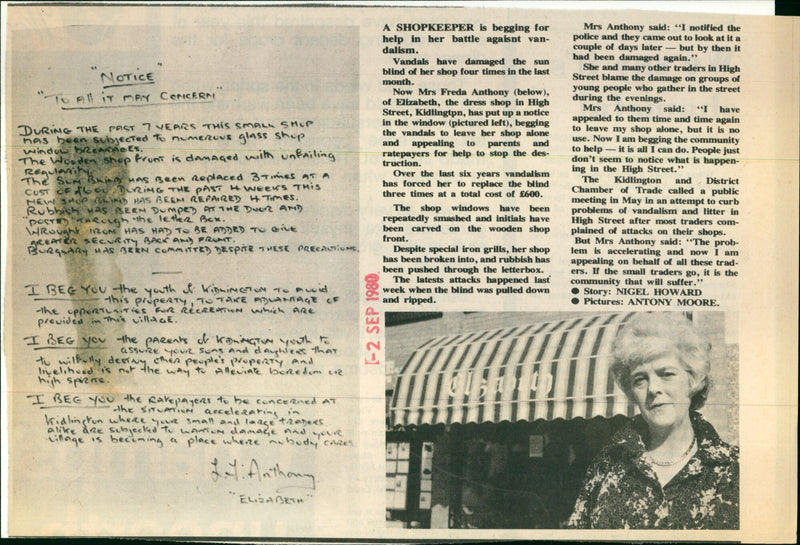 "NOTICE"
"TO All iT MAY CONCERN"
DURING THE PAST 7 YEARS THIS SMALL SHOP
HAS been SUBJECTED TO NUMEROUS glass shop
window BREAKAGES.
The Wooden Shop Front is damaged with unfailing
Regularity
The Sun Blind HAS BEEN REPLACED 3 TIMES AT A
COST OF £600. DURING THE PAST 4 WEEKS THIS
NEW SHOP BLIND HAS BEEN REPAIRED 4 TIMES.
Rubbish HAS BEEN DUMPED AT THE DOOR AND
"POSTED" THROUGH the letter Box.
WROUGHT IRON HAS HAD TO BE ADDED TO GIVE
GREATER SECURITY BACK AND FRONT.
BURGLARY HAS BEEN COMMITTED DESPITE THESE PRECAUTIONS.
I BEG YOU the youth of KIDLINGTON TO AVOID
this property, TO TAKE ADVANTAGE OF
the OPPORTUNITIES FOR RECREATION WHICH ARE
provided in this village.
I BEG YOU the parents of KIDLINGTON youth to
ASSURE YOUR SONS and daughters that
to wilfully destroy other people's property and
livelihood is not the way to Alleviate boredom or
high spirits.
I BEG YOU the RATEPAYERS to be concerned at
the SITUATION accelerating in
Kidlington where your small and large TRADERS
alike are subjected to WANTON damage AND your
village is becoming a place where nobody CARES
Anthony
"ELIZABETH"
A SHOPKEEPER is begging for
help in her battle agaisnt van-
dalism.
Vandals have damaged the sun
blind of her shop four times in the last
month.
Now Mrs Freda Anthony (below),
of Elizabeth, the dress shop in High
Street, Kidlingtpn, has put up a notice
in the window (pictured left), begging
the vandals to leave her shop alone
and appealing to parents and
ratepayers for help to stop the des-
truction.
Over the last six years vandalism
has forced her to replace the blind
three times at a total cost of £600.
The shop windows have been
repeatedly smashed and initials have
been carved on the wooden shop
front.
Despite special iron grills, her shop
has been broken into, and rubbish has
been pushed through the letterbox.
The latests attacks happened last
week when the blind was pulled down
and ripped.
Mrs Anthony said: "I notified the
police and they came out to look at it a
couple of days later — but by then it
had been damaged again."
She and many other traders in High
Street blame the damage on groups of
young people who gather in the street
during the evenings.
Mrs Anthony said: "I have
appealed to them time and time again
to leave my shop alone, but it is no
use. Now I am begging the community
to help — it is all I can do. People just
don't seem to notice what is happen-
ing in the High Street."
The Kidlington and District
Chamber of Trade called a public
meeting in May in an attempt to curb
problems of vandalism and litter in
High Street after most traders com-
plained of attacks on their shops.
But Mrs Anthony said: "The prob-
lem is accelerating and now I am
appealing on behalf of all these trad-
ers. If the small traders go, it is the
community that will suffer."
● Story: NIGEL HOWARD
● Pictures: ANTONY MOORE.
-2 SEP 1980
Elizabeth